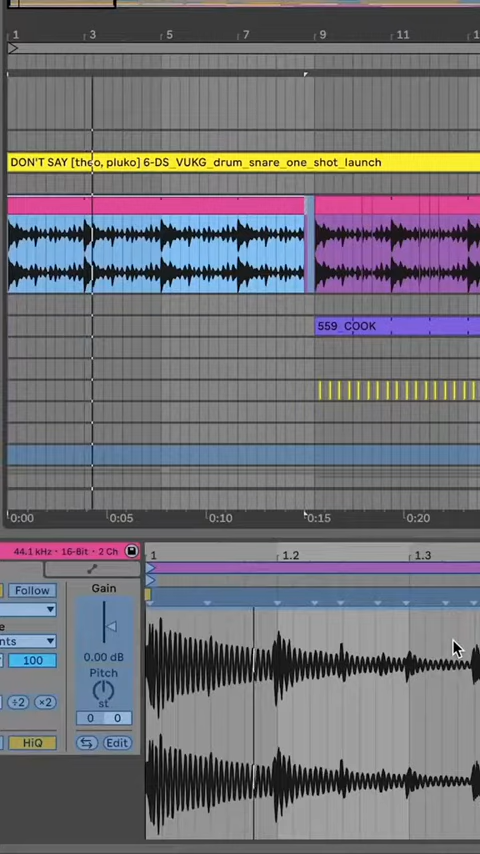 1 3 5 7 9 11 1
DON'T SAY [theo, pluko] 6-DS_VUKG_drum_snare_one_shot_launch
559_COOK
0:00 0:05 0:10 0:15 0:20
44.1 kHz · 16-Bit · 2 Ch
1 1.2 1.3
Follow
Gain
e
nts
100
0.00 dB
Pitch
st
÷2 ×2
0 0
HiQ
Edit